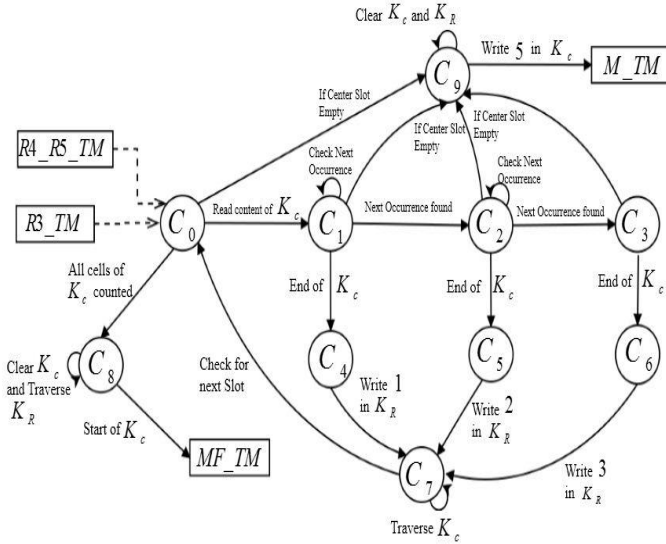 Clear K_c and K_R
C_9
Write 5 in K_c
M_TM
If Center Slot
Empty
If Center Slot
Empty
If Center Slot
Empty
R4_R5_TM
Check Next
Occurrence
Check Next
Occurrence
R3_TM
C_0
Read content of K_c
C_1
Next Occurrence found
C_2
Next Occurrence found
C_3
All cells of
K_c counted
End of K_c
End of K_c
End of K_c
Clear K_c
and Traverse
K_R
C_8
Check for
next Slot
C_4
C_5
C_6
Write 1
in K_R
Write 2
in K_R
Start of K_c
MF_TM
C_7
Write 3
in K_R
Traverse K_c